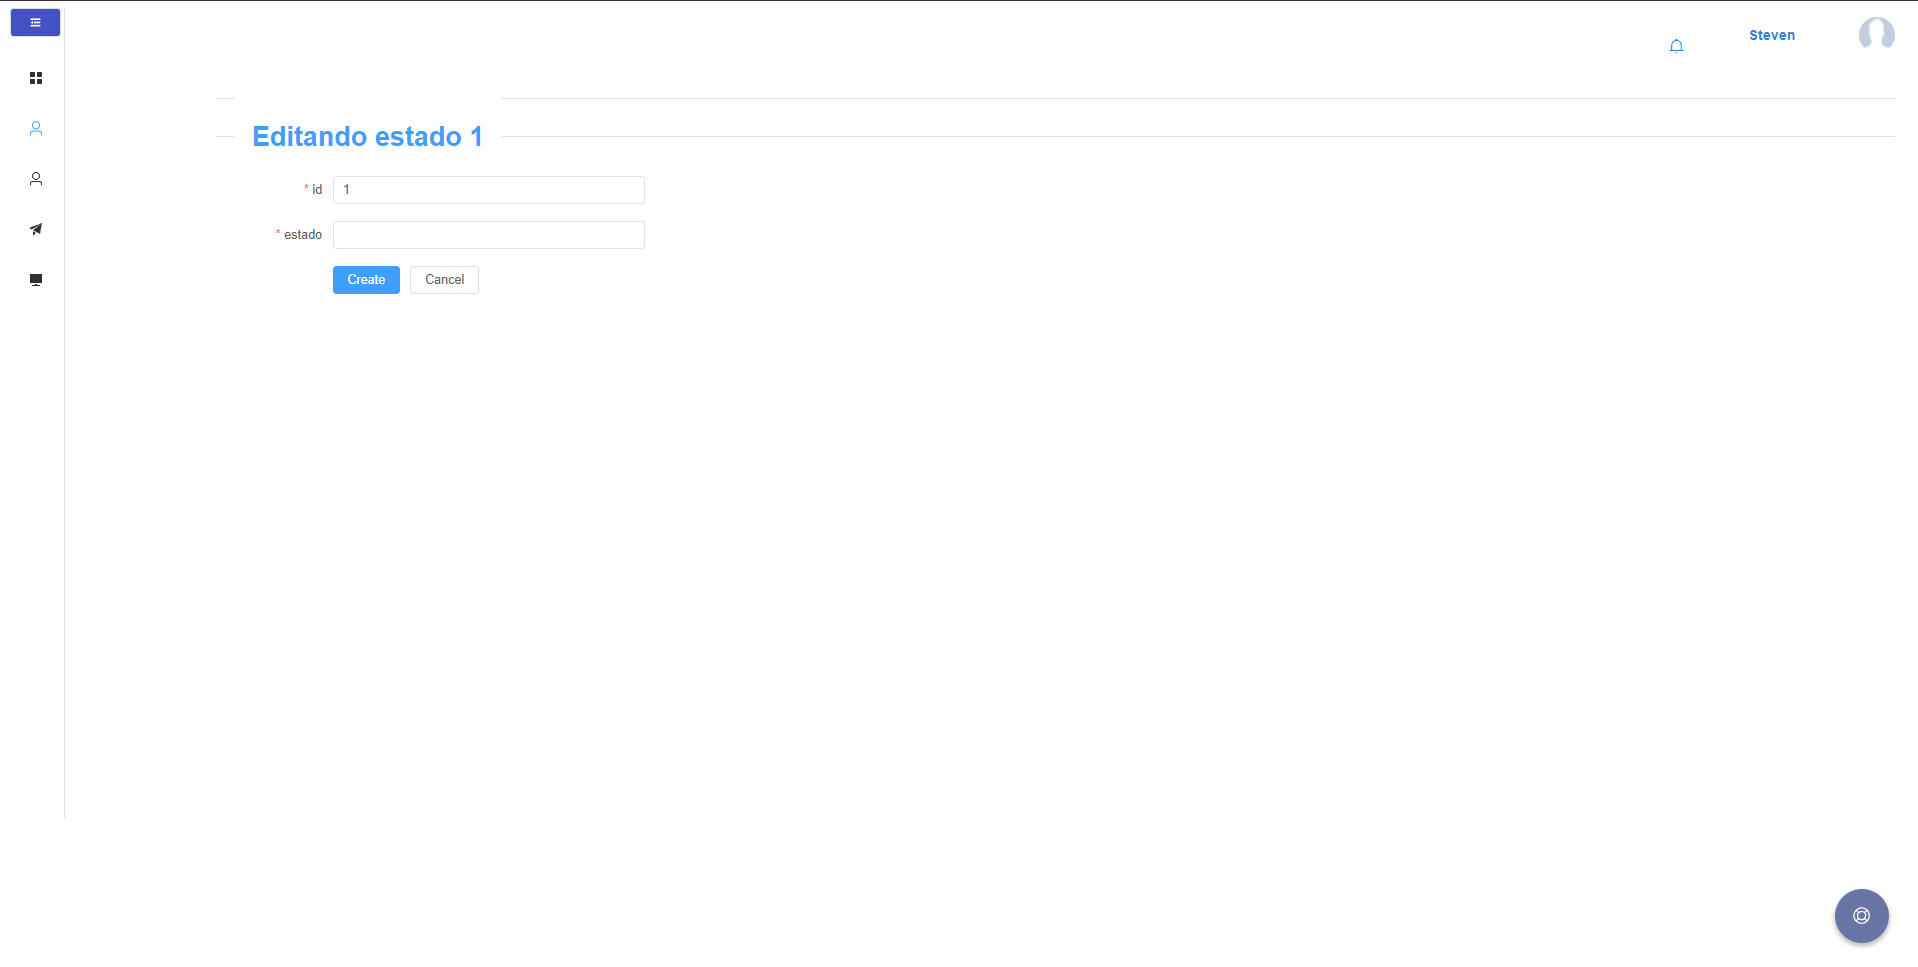 Steven
Editando estado 1
* id 1
* estado
Create Cancel